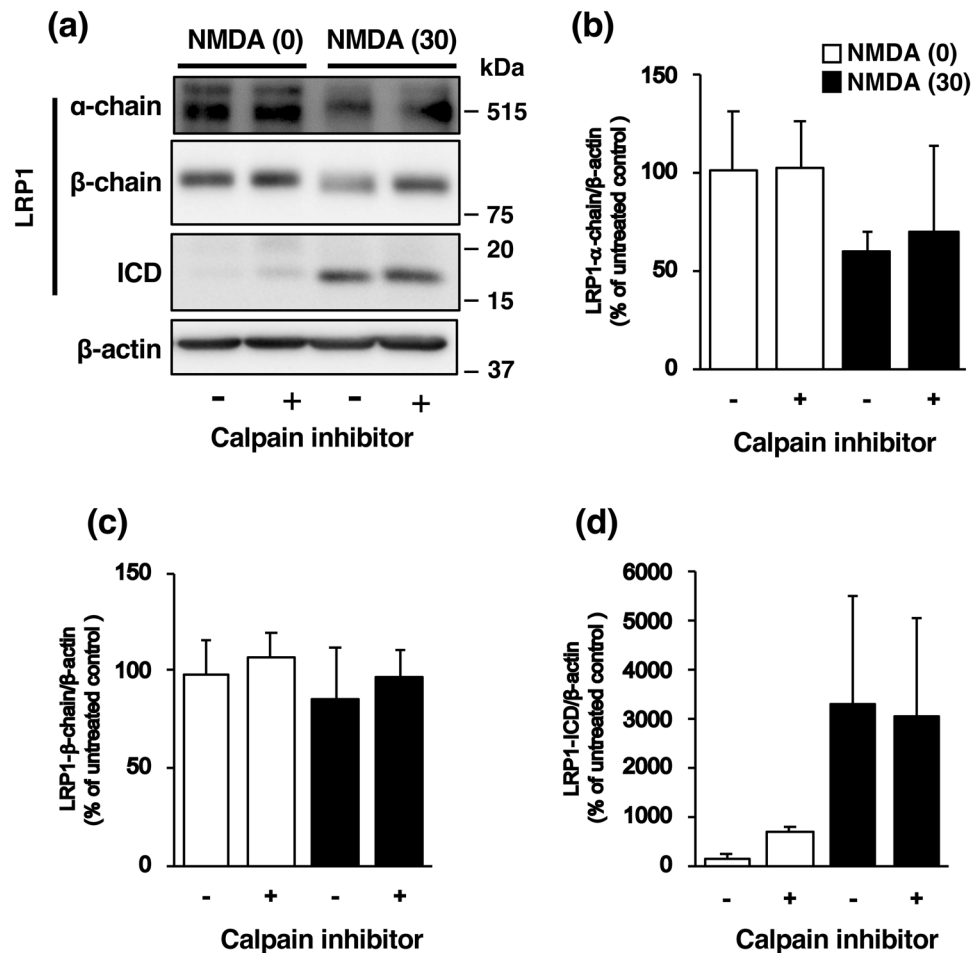 (a)
NMDA (0) NMDA (30)
kDa
LRP1
α-chain
– 515
β-chain
– 75
– 20
ICD
– 15
β-actin
– 37
- + - +
Calpain inhibitor
(b)
NMDA (0)
NMDA (30)
LRP1-α-chain/β-actin
(% of untreated control )
150
100
50
0
- + - +
Calpain inhibitor
(c)
LRP1-β-chain/β-actin
(% of untreated control )
150
100
50
0
- + - +
Calpain inhibitor
(d)
LRP1-ICD/β-actin
(% of untreated control )
6000
5000
4000
3000
2000
1000
0
- + - +
Calpain inhibitor